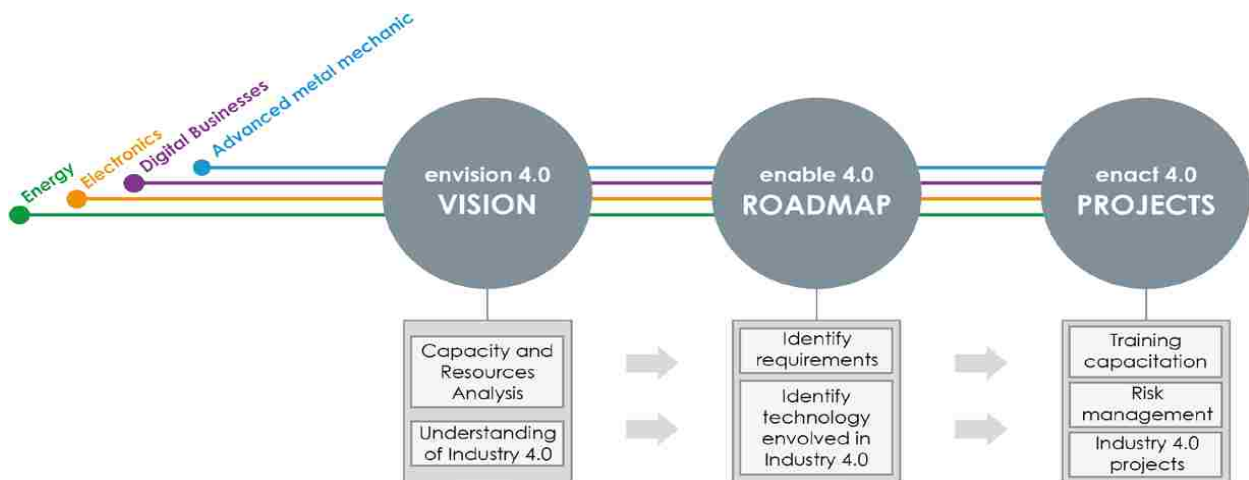 Energy
Electronics
Digital Businesses
Advanced metal mechanic
envision 4.0
VISION
enable 4.0
ROADMAP
enact 4.0
PROJECTS
Capacity and
Resources
Analysis
Understanding
of Industry 4.0
Identify
requirements
Identify
technology
envolved in
Industry 4.0
Training
capacitation
Risk
management
Industry 4.0
projects